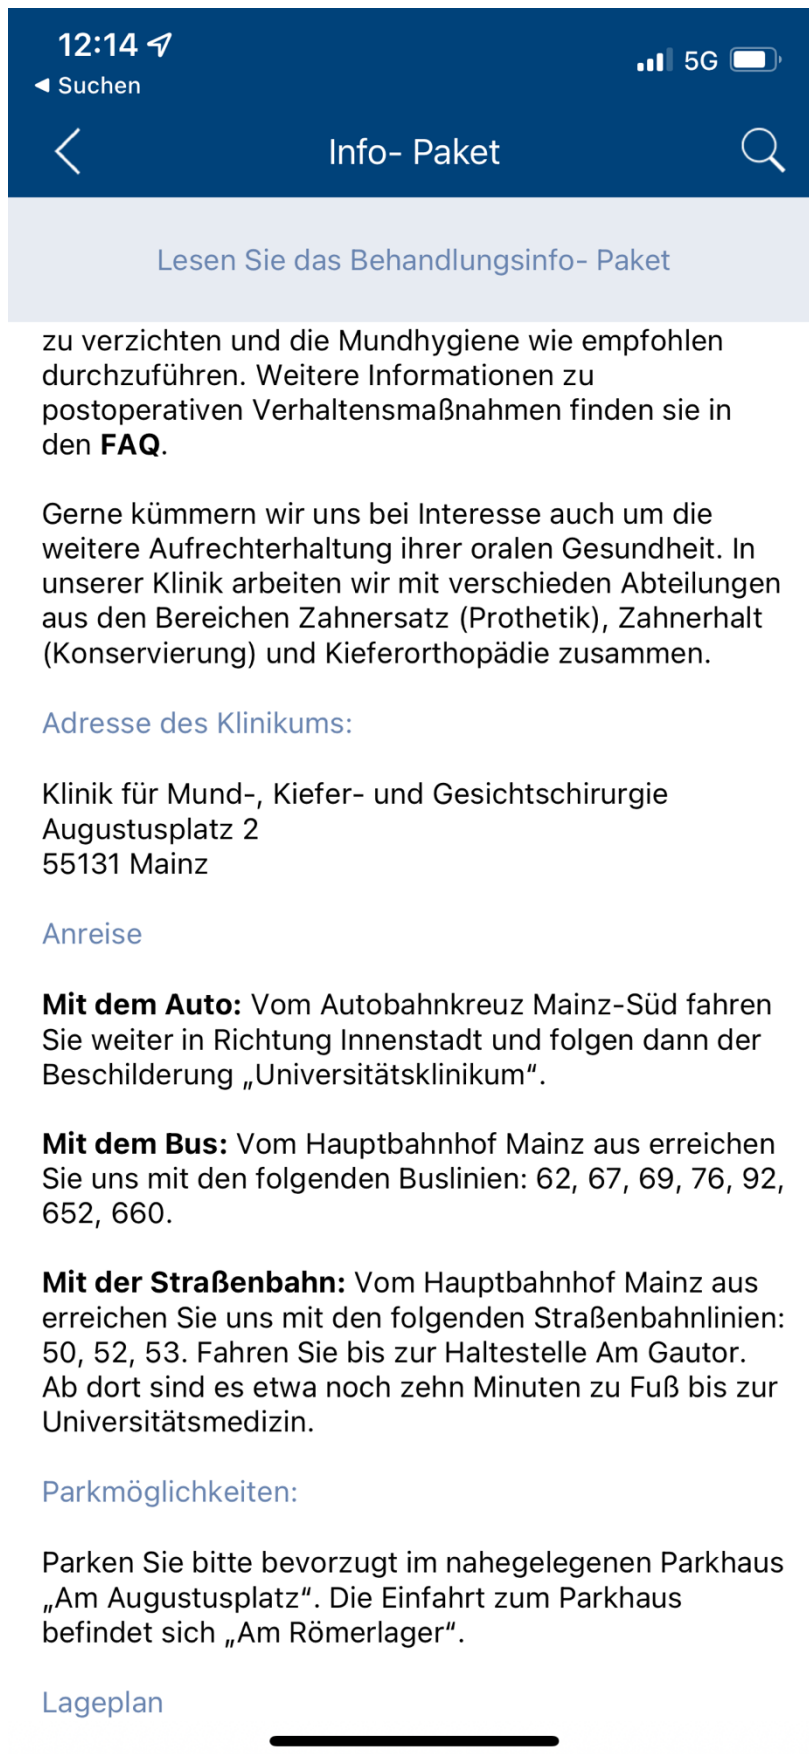 12:14
5G
◀ Suchen
Info- Paket
Lesen Sie das Behandlungsinfo- Paket
zu verzichten und die Mundhygiene wie empfohlen
durchzuführen. Weitere Informationen zu
postoperativen Verhaltensmaßnahmen finden sie in
den FAQ.
Gerne kümmern wir uns bei Interesse auch um die
weitere Aufrechterhaltung ihrer oralen Gesundheit. In
unserer Klinik arbeiten wir mit verschieden Abteilungen
aus den Bereichen Zahnersatz (Prothetik), Zahnerhalt
(Konservierung) und Kieferorthopädie zusammen.
Adresse des Klinikums:
Klinik für Mund-, Kiefer- und Gesichtschirurgie
Augustusplatz 2
55131 Mainz
Anreise
Mit dem Auto: Vom Autobahnkreuz Mainz-Süd fahren
Sie weiter in Richtung Innenstadt und folgen dann der
Beschilderung „Universitätsklinikum“.
Mit dem Bus: Vom Hauptbahnhof Mainz aus erreichen
Sie uns mit den folgenden Buslinien: 62, 67, 69, 76, 92,
652, 660.
Mit der Straßenbahn: Vom Hauptbahnhof Mainz aus
erreichen Sie uns mit den folgenden Straßenbahnlinien:
50, 52, 53. Fahren Sie bis zur Haltestelle Am Gautor.
Ab dort sind es etwa noch zehn Minuten zu Fuß bis zur
Universitätsmedizin.
Parkmöglichkeiten:
Parken Sie bitte bevorzugt im nahegelegenen Parkhaus
„Am Augustusplatz“. Die Einfahrt zum Parkhaus
befindet sich „Am Römerlager“.
Lageplan